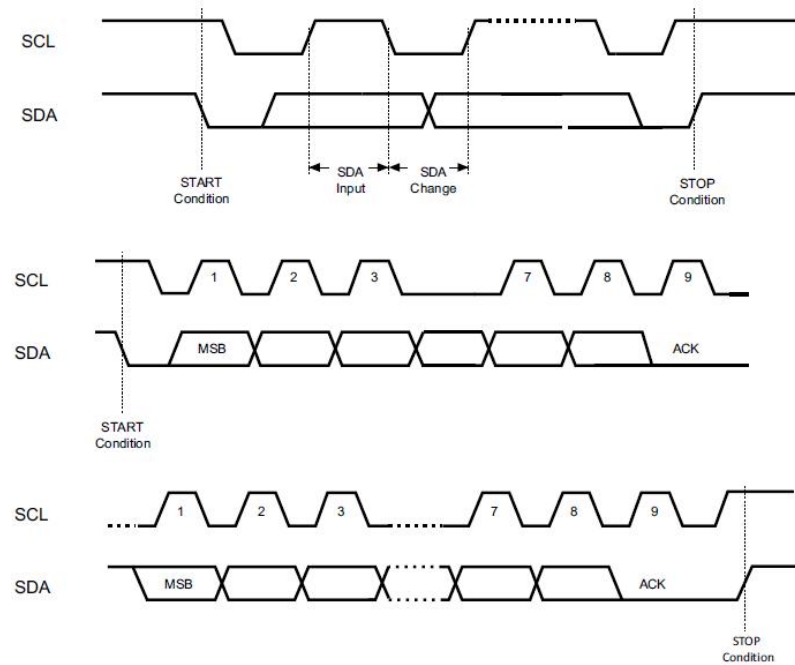 SCL
SDA
START
Condition
SDA
Input
SDA
Change
STOP
Condition
SCL
1 2 3 7 8 9
SDA
MSB ACK
START
Condition
SCL
1 2 3 7 8 9
SDA
MSB ACK
STOP
Condition